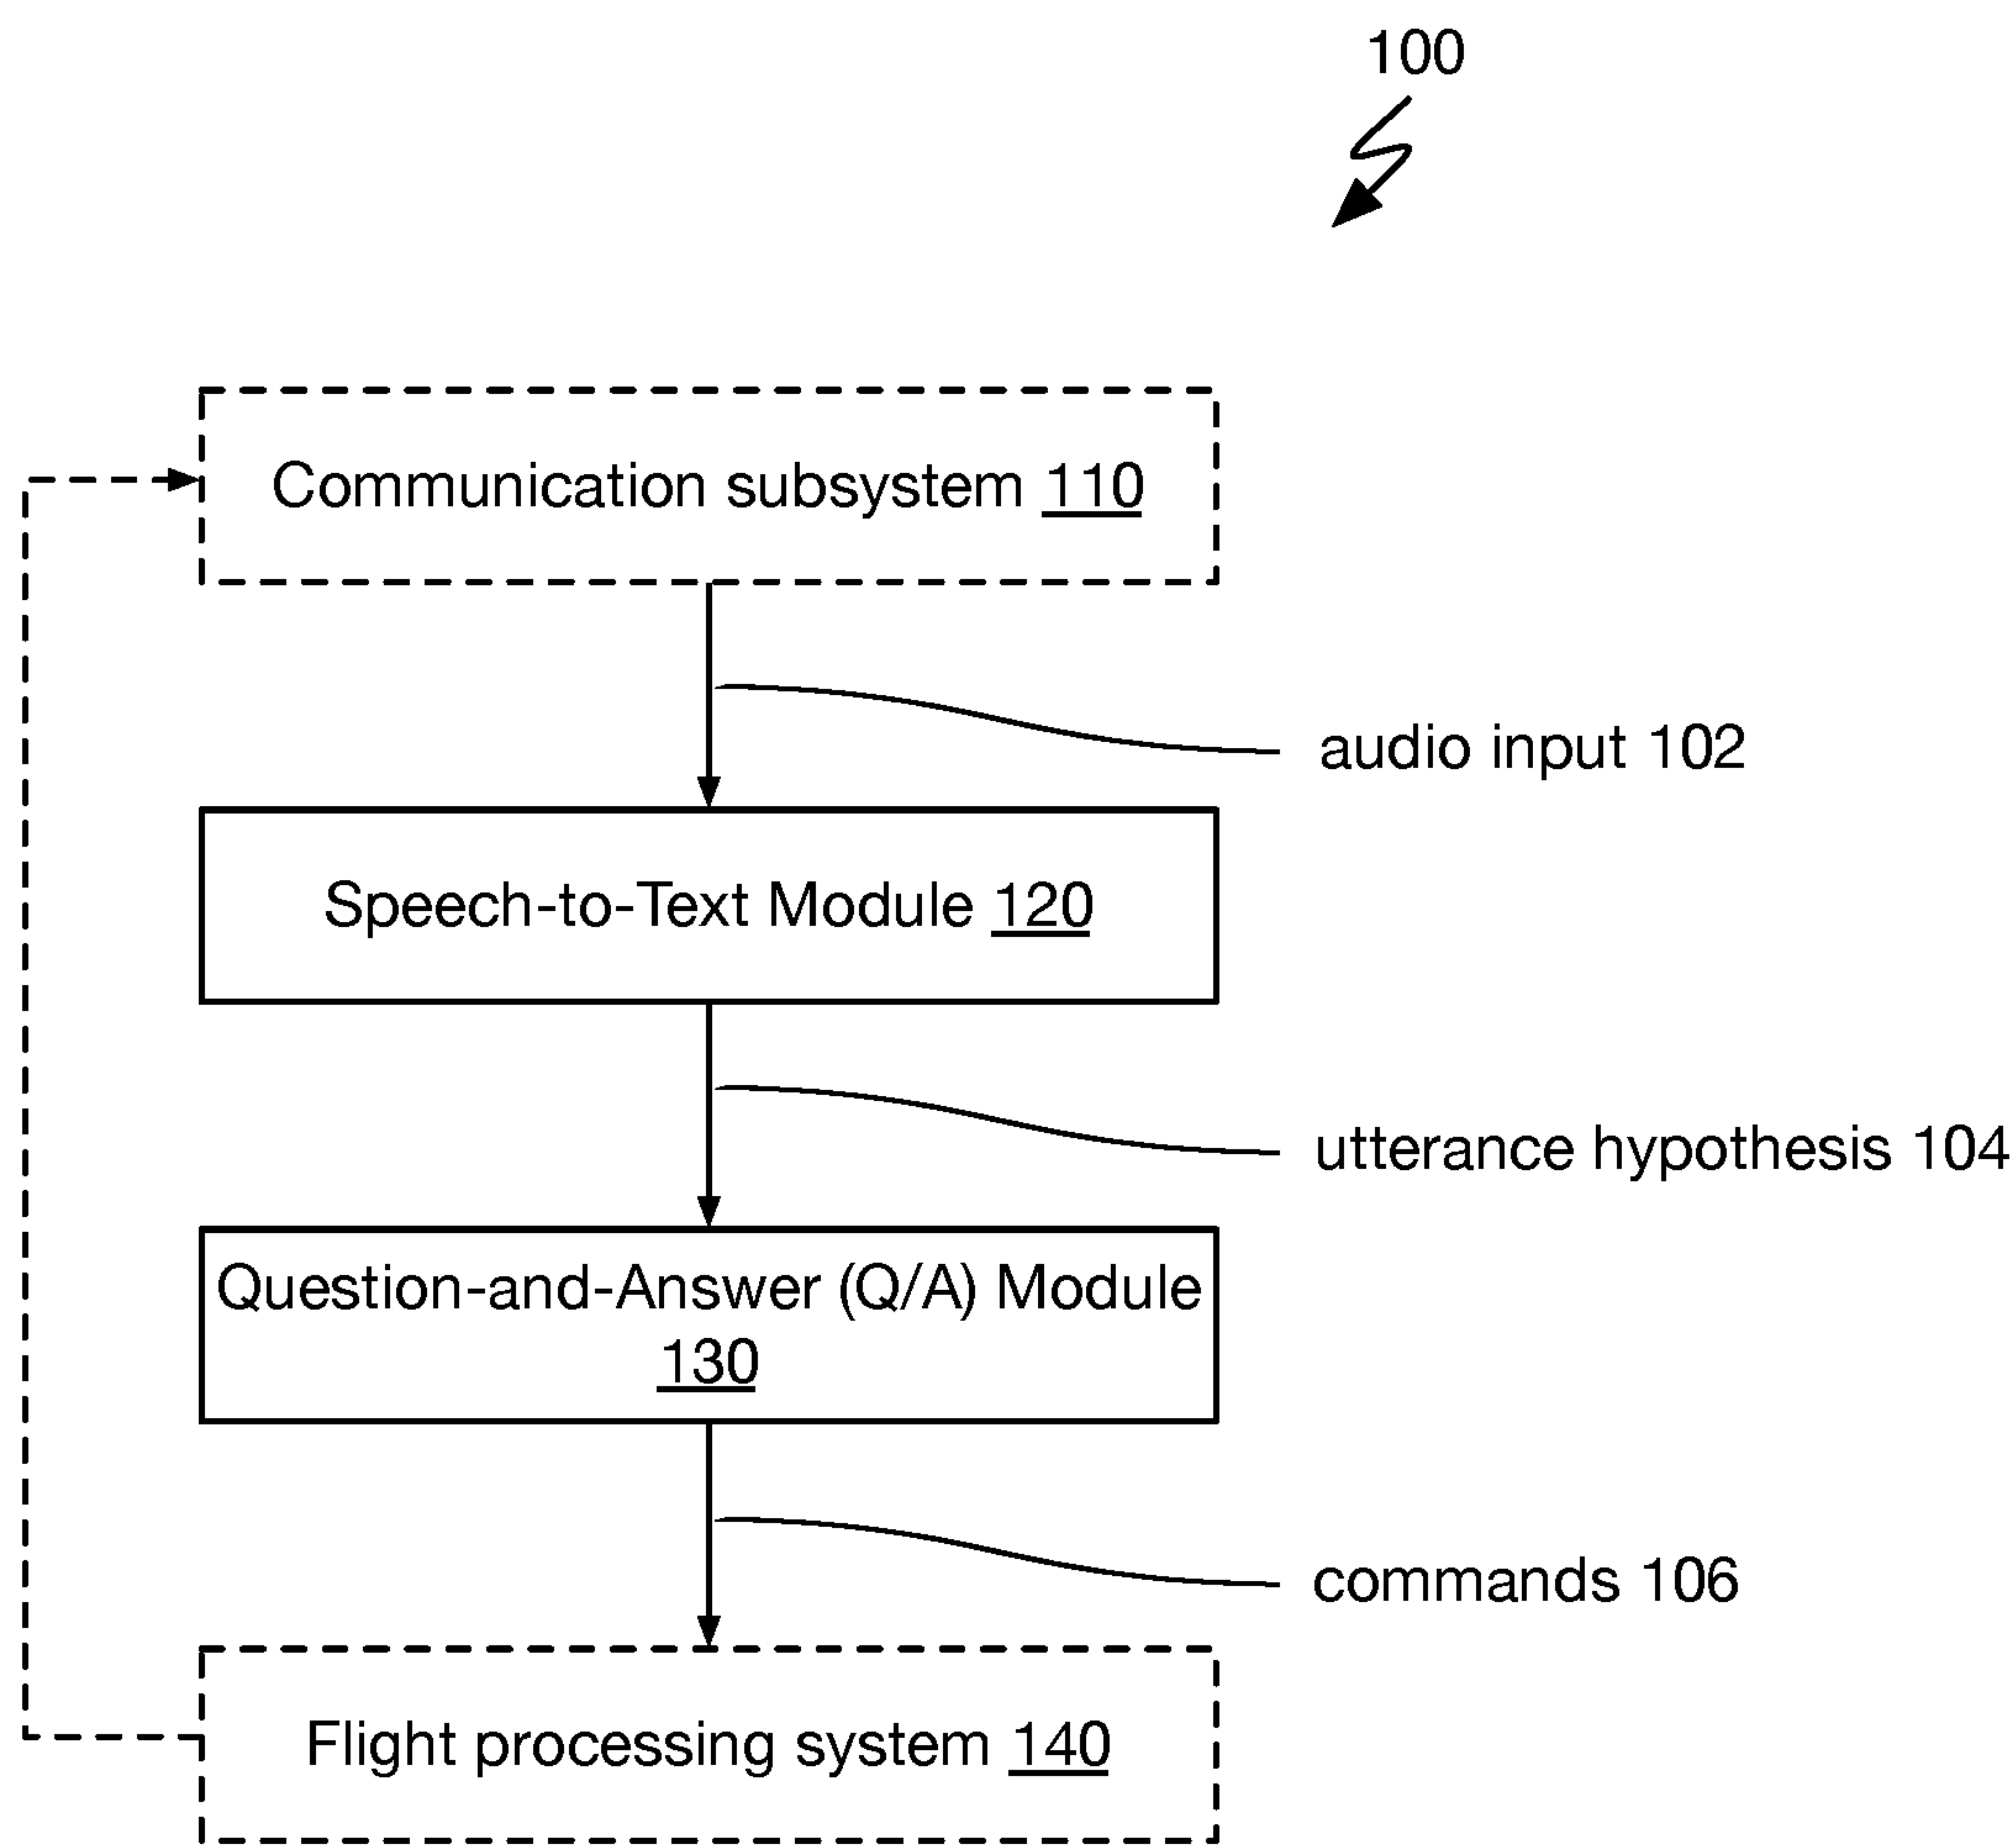 100
Communication subsystem 110
audio input 102
Speech-to-Text Module 120
utterance hypothesis 104
Question-and-Answer (Q/A) Module
130
commands 106
Flight processing system 140